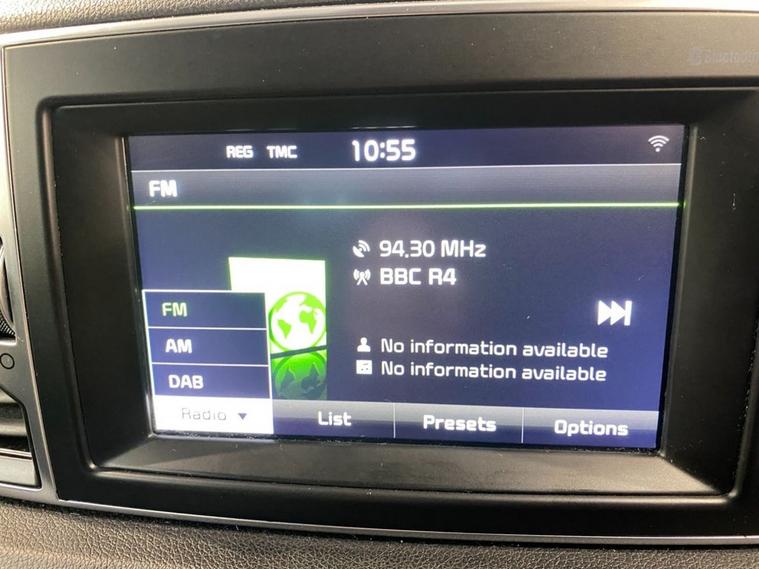 Bluetooth
REG TMC 10:55
FM
94.30 MHz
BBC R4
No information available
No information available
FM
AM
DAB
Radio List Presets Options